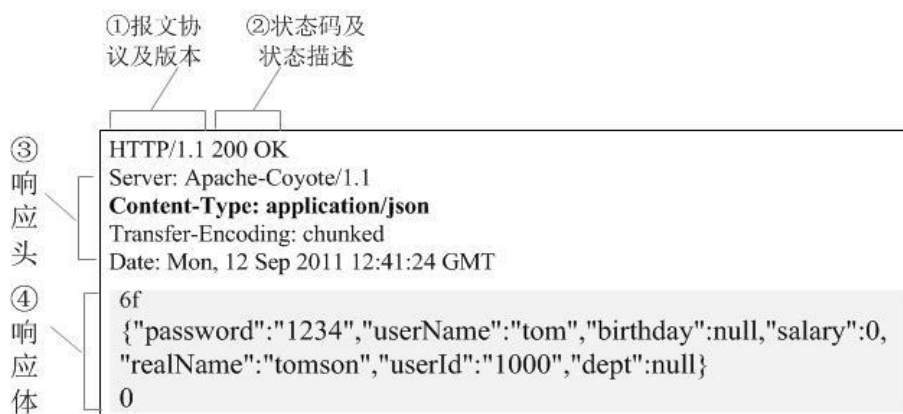 ①报文协
议及版本
②状态码及
状态描述
③
响
应
头
HTTP/1.1 200 OK
Server: Apache-Coyote/1.1
Content-Type: application/json
Transfer-Encoding: chunked
Date: Mon, 12 Sep 2011 12:41:24 GMT
④
响
应
体
6f
{"password":"1234","userName":"tom","birthday":null,"salary":0,
"realName":"tomson","userId":"1000","dept":null}
0